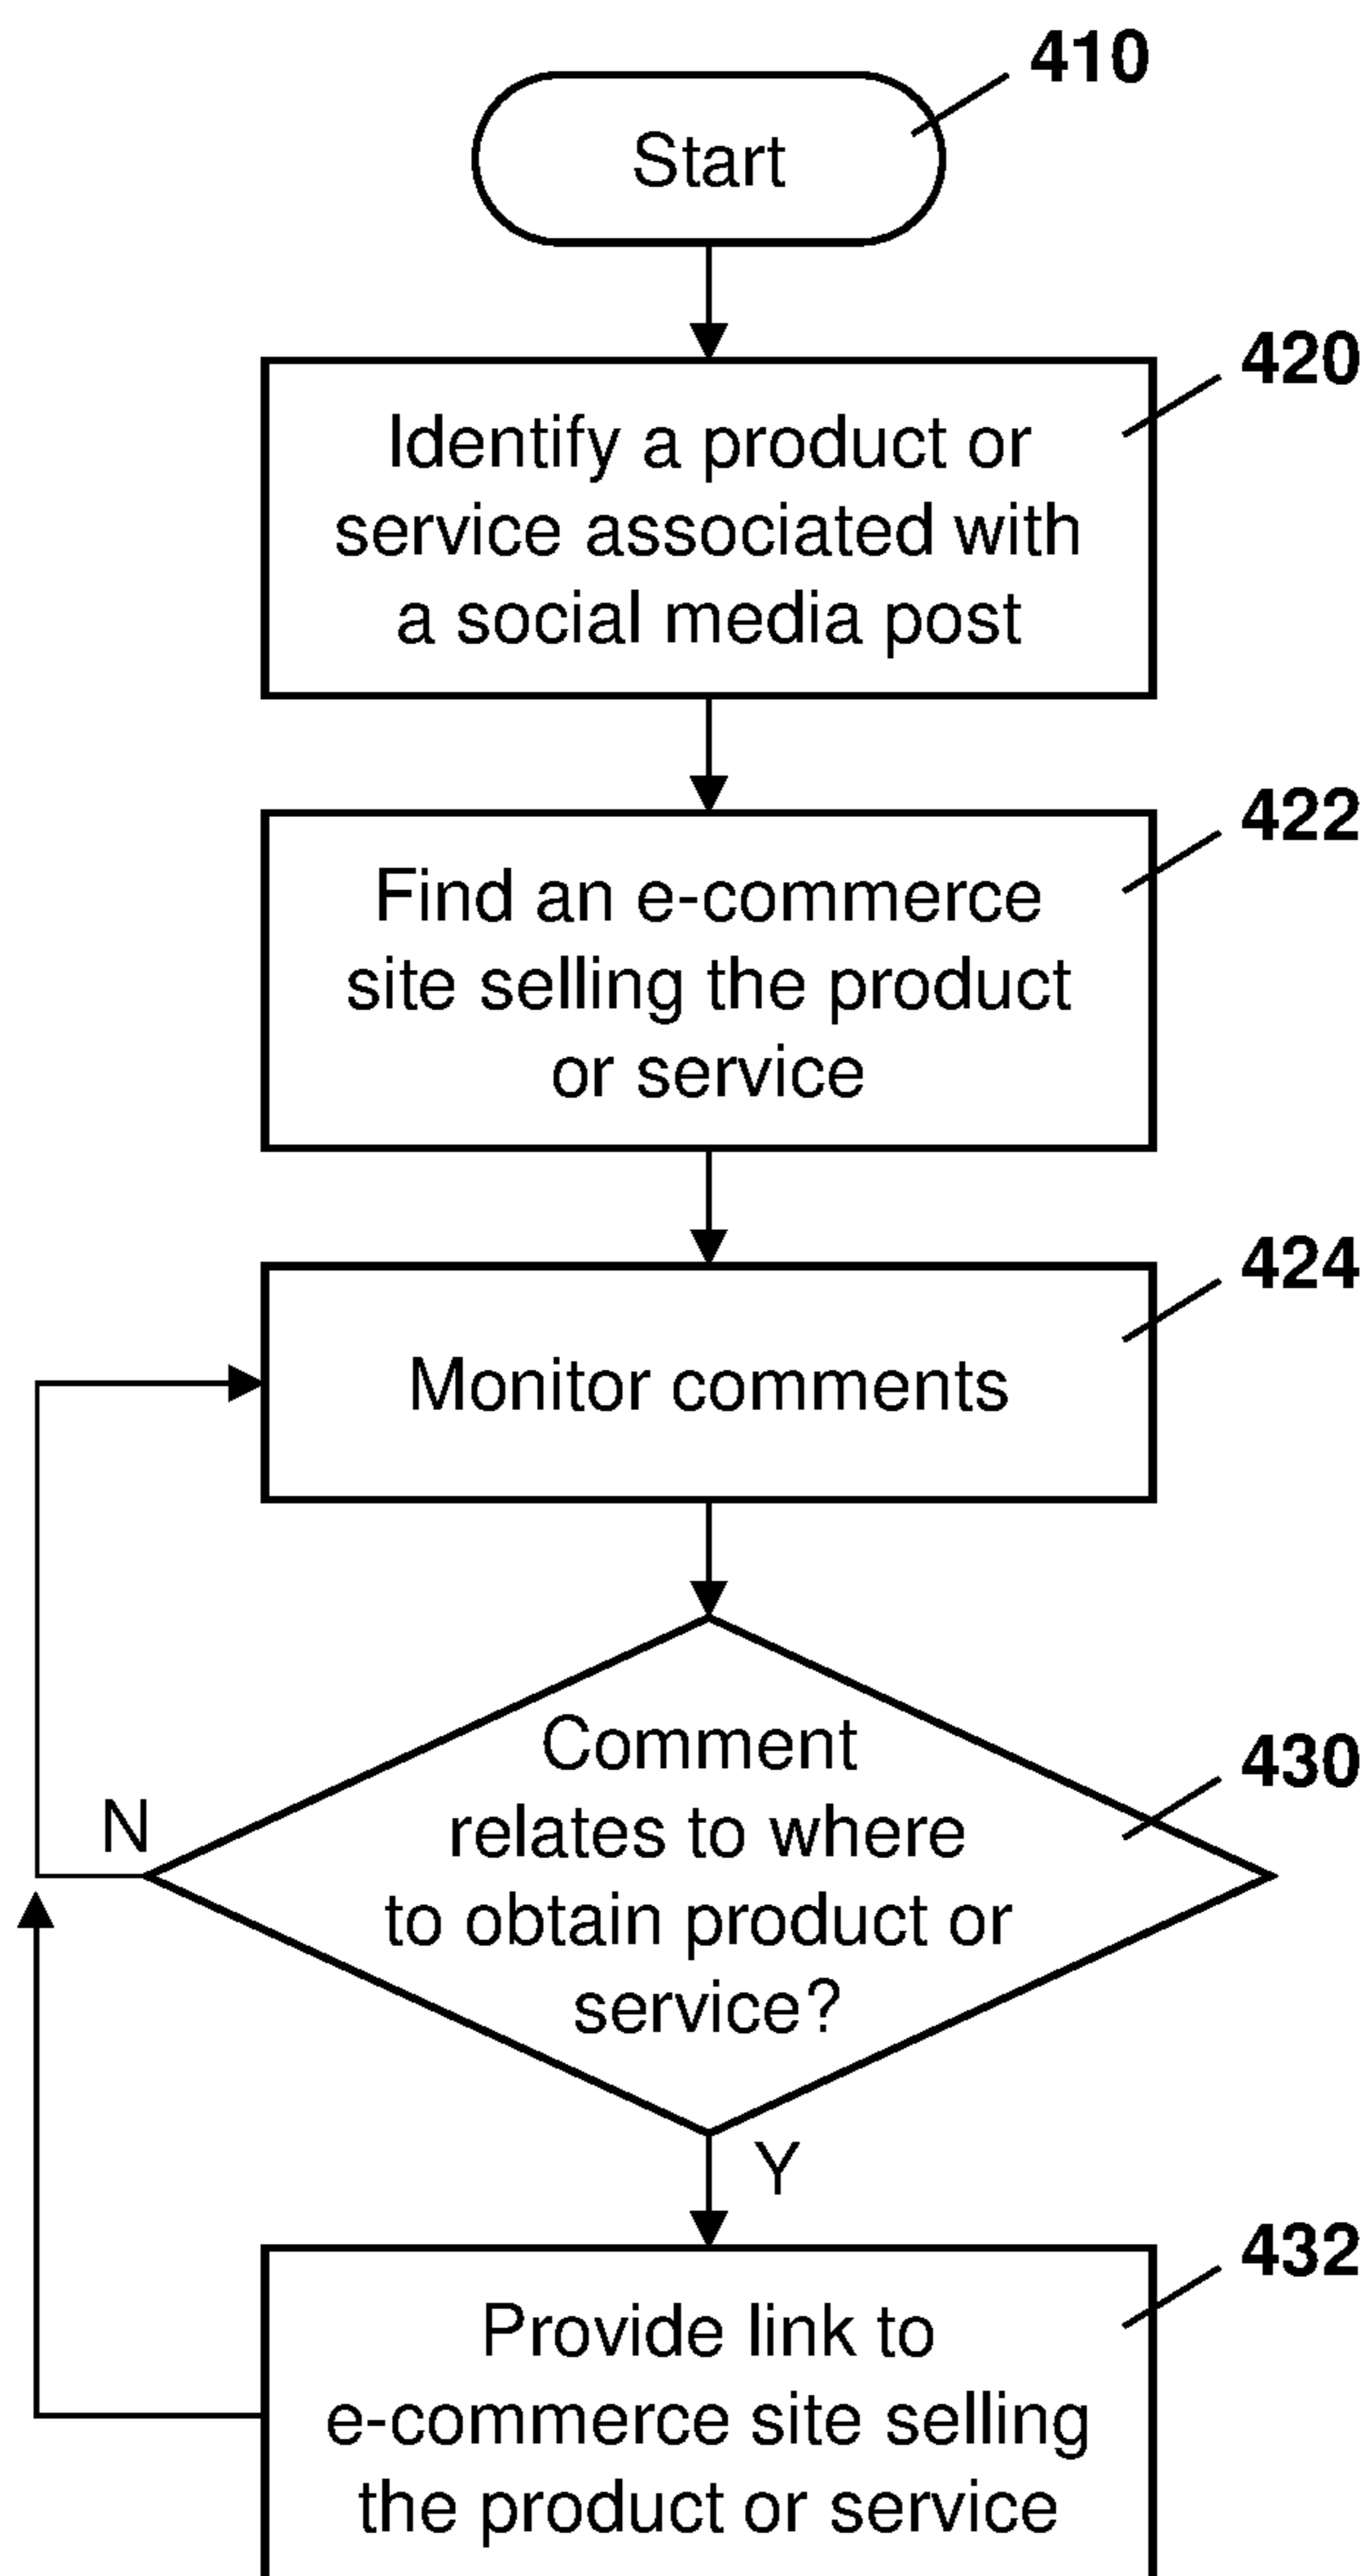 410
Start
420
Identify a product or
service associated with
a social media post
422
Find an e-commerce
site selling the product
or service
424
Monitor comments
430
Comment
relates to where
to obtain product or
service?
N
Y
432
Provide link to
e-commerce site selling
the product or service